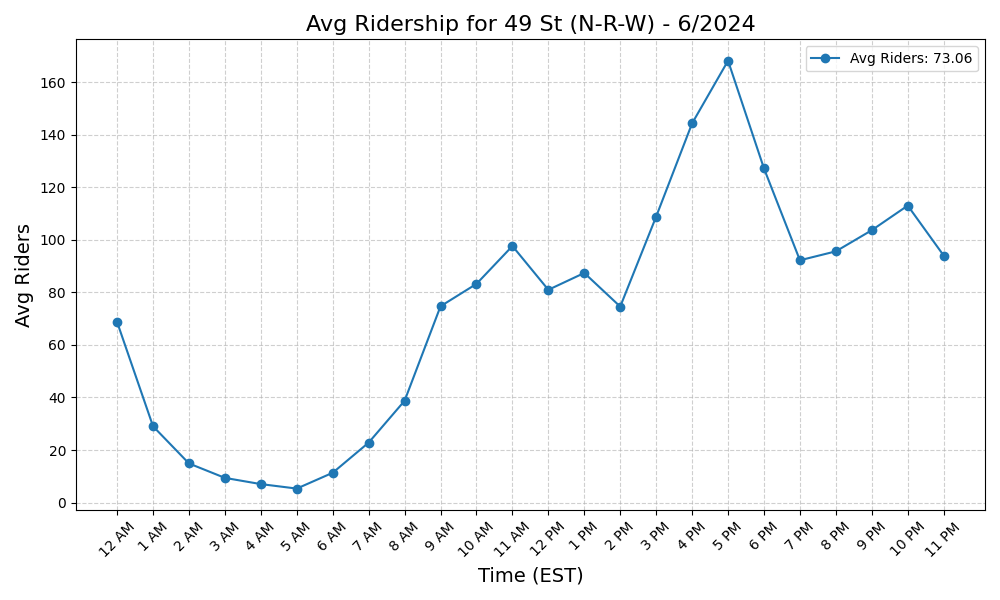 Avg Ridership for 49 St (N-R-W) - 6/2024
Avg Riders: 73.06
Avg Riders
160
140
120
100
80
60
40
20
0
12 AM
1 AM
2 AM
3 AM
4 AM
5 AM
6 AM
7 AM
8 AM
9 AM
10 AM
11 AM
12 PM
1 PM
2 PM
3 PM
4 PM
5 PM
6 PM
7 PM
8 PM
9 PM
10 PM
11 PM
Time (EST)